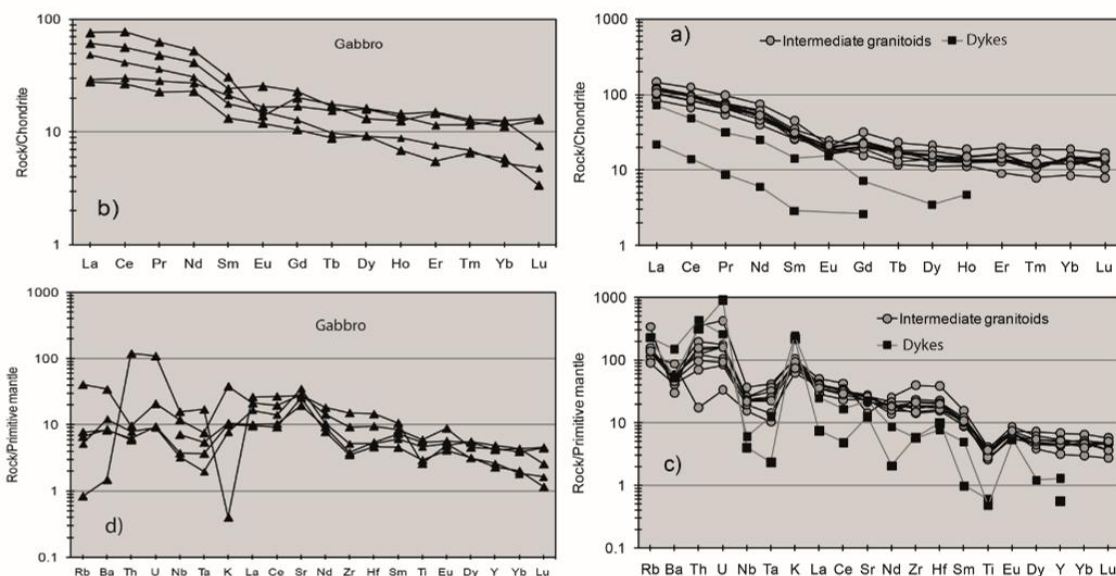 100
10
1
Rock/Chondrite
Gabbro
b)
La Ce Pr Nd Sm Eu Gd Tb Dy Ho Er Tm Yb Lu
1000
100
10
1
Rock/Chondrite
a)
Intermediate granitoids Dykes
La Ce Pr Nd Sm Eu Gd Tb Dy Ho Er Tm Yb Lu
1000
100
10
1
0.1
Rock/Primitive mantle
Gabbro
d)
Rb Ba Th U Nb Ta K La Ce Sr Nd Zr Hf Sm Ti Eu Dy Y Yb Lu
1000
100
10
1
0.1
Rock/Primitive mantle
Intermediate granitoids
Dykes
c)
Rb Ba Th U Nb Ta K La Ce Sr Nd Zr Hf Sm Ti Eu Dy Y Yb Lu